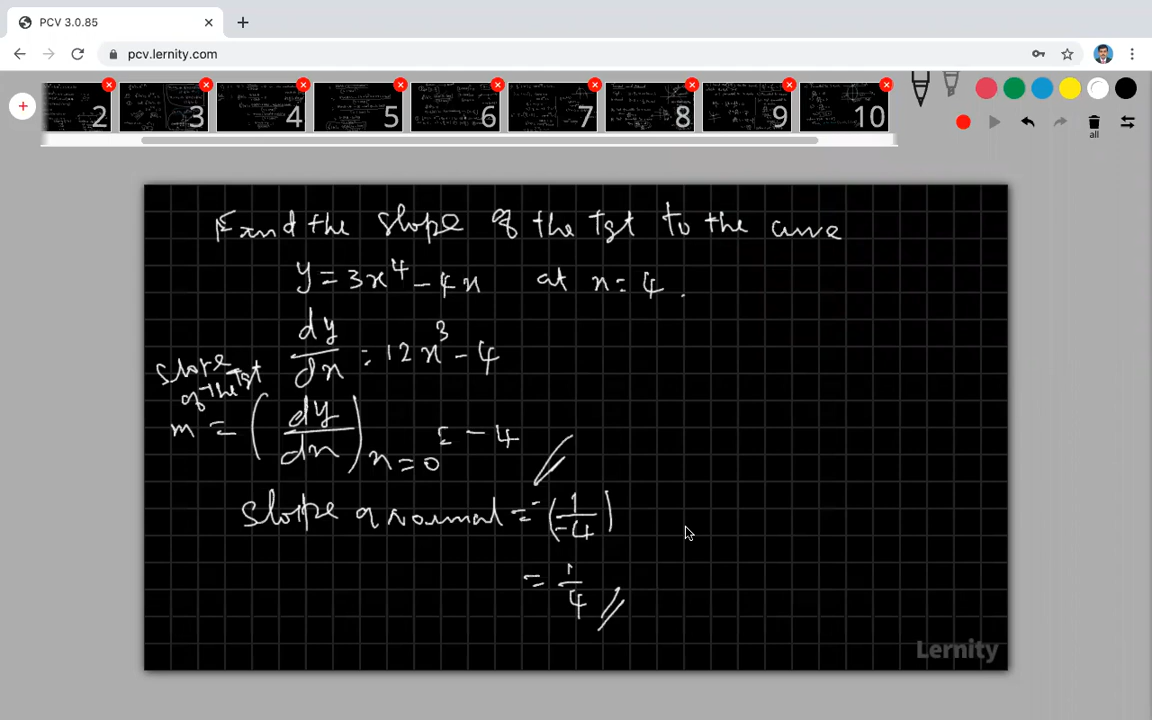 PCV 3.0.85
pcv.lernity.com
2 3 4 5 6 7 8 9 10
all
Find the slope of the Tgt to the curve
y = 3x⁴ - 4x at x = 4.
dy/dx = 12x³ - 4
slope of the Tgt
m = (dy/dx)x=0 = -4
slope of normal = -(1/-4)
= 1/4
Lernity